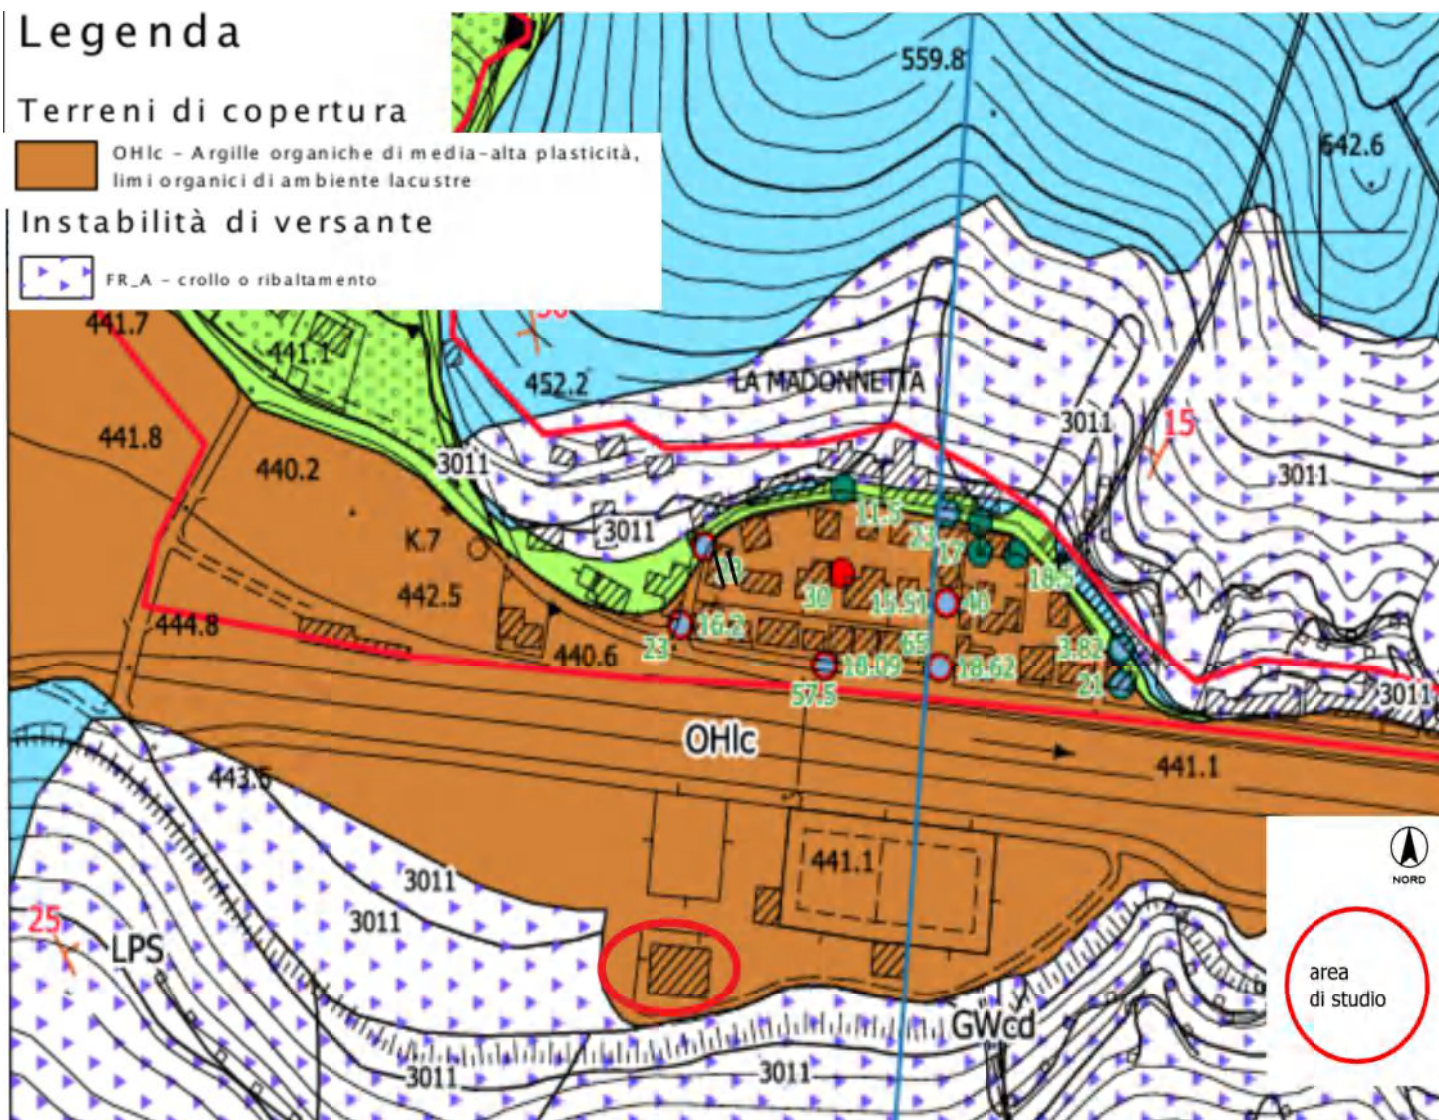 Legenda
Terreni di copertura
OHlc - Argille organiche di media-alta plasticità,
limi organici di ambiente lacustre
Instabilità di versante
FR_A - crollo o ribaltamento
559.8
642.6
441.7
441.1
452.2
LA MADONNETTA
3011
15
441.8
440.2
3011
3011
3011
K.7
11.5
23
17
18.5
442.5
30
15.51
40
444.8
16.2
23
440.6
65
3.82
18.09
18.62
57.5
21
3011
OHlc
441.1
443.5
441.1
3011
3011
25
LPS
GWcd
3011
3011
NORD
area
di studio